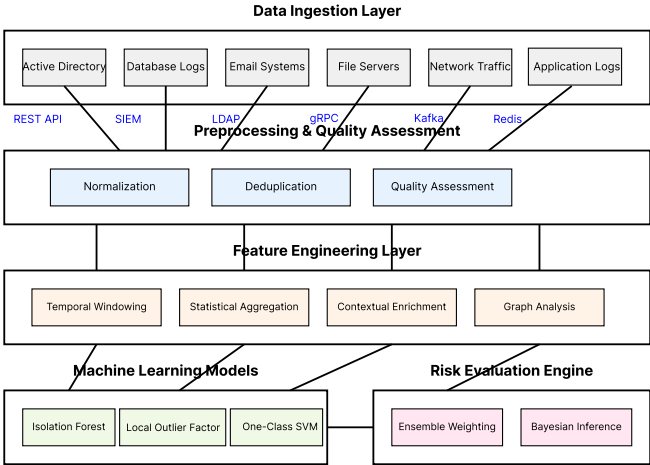 Data Ingestion Layer
Active Directory
Database Logs
Email Systems
File Servers
Network Traffic
Application Logs
REST API
SIEM
LDAP
gRPC
Kafka
Redis
Preprocessing & Quality Assessment
Normalization
Deduplication
Quality Assessment
Feature Engineering Layer
Temporal Windowing
Statistical Aggregation
Contextual Enrichment
Graph Analysis
Machine Learning Models
Risk Evaluation Engine
Isolation Forest
Local Outlier Factor
One-Class SVM
Ensemble Weighting
Bayesian Inference